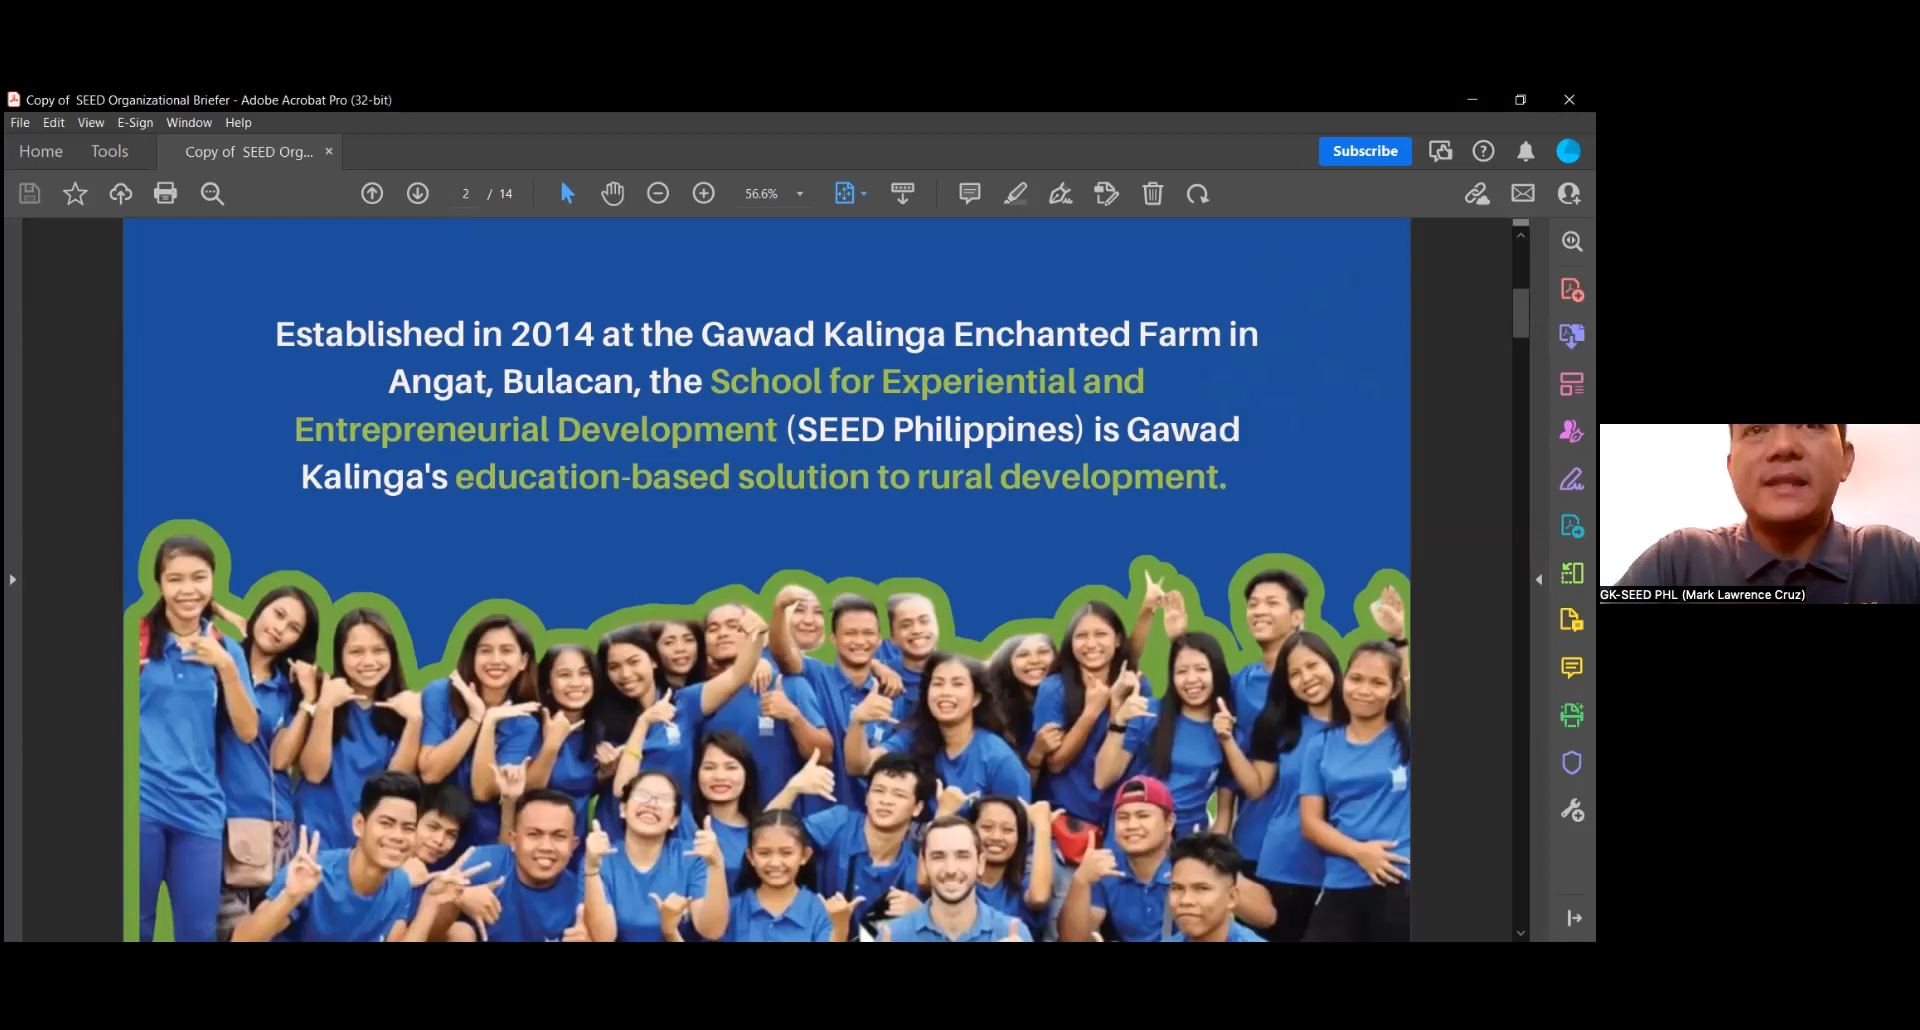 Copy of SEED Organizational Briefer - Adobe Acrobat Pro (32-bit)
File Edit View E-Sign Window Help
Home Tools Copy of SEED Org... × Subscribe
2 / 14 56.6%
Established in 2014 at the Gawad Kalinga Enchanted Farm in
Angat, Bulacan, the School for Experiential and
Entrepreneurial Development (SEED Philippines) is Gawad
Kalinga's education-based solution to rural development.
GK-SEED PHL (Mark Lawrence Cruz)